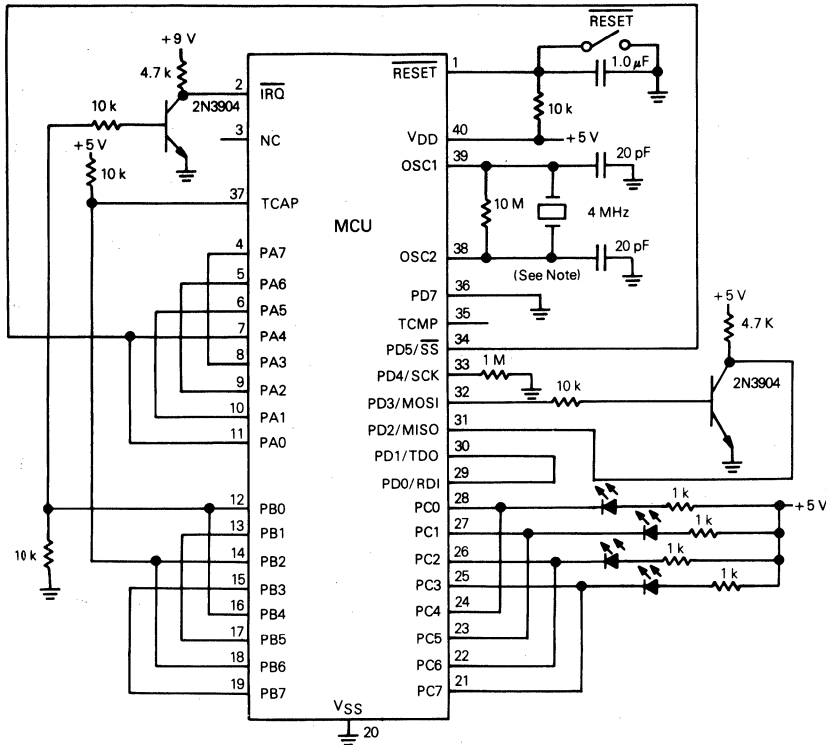 RESET
+9 V
4.7 k
2
IRQ
1
RESET
1.0 µF
2N3904
10 k
3
NC
10 k
VDD
40
+5 V
+5 V
10 k
OSC1
39
20 pF
37
TCAP
MCU
10 M
4 MHz
4
PA7
OSC2
38
20 pF
5
PA6
(See Note)
6
PA5
PD7
36
7
PA4
TCMP
35
+5 V
8
PA3
PD5/SS
34
4.7 K
9
PA2
PD4/SCK
33
1 M
10
PA1
PD3/MOSI
32
10 k
2N3904
11
PA0
PD2/MISO
31
PD1/TDO
30
PD0/RDI
29
12
PB0
PC0
28
1 k
+5 V
13
PB1
PC1
27
1 k
14
PB2
PC2
26
1 k
10 k
15
PB3
PC3
25
1 k
16
PB4
PC4
24
17
PB5
PC5
23
18
PB6
PC6
22
19
PB7
PC7
21
VSS
20